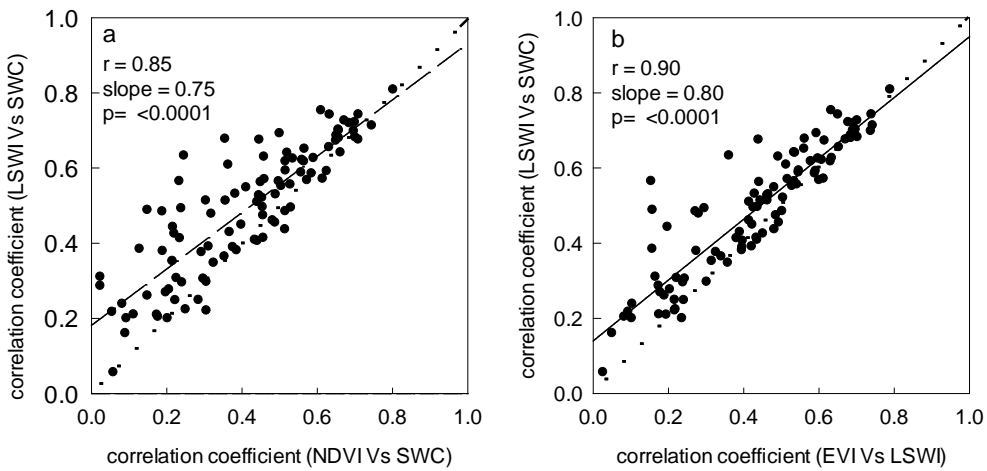 a
r = 0.85
slope = 0.75
p= <0.0001
1.0
0.8
0.6
0.4
0.2
0.0
0.0 0.2 0.4 0.6 0.8 1.0
correlation coefficient (LSWI Vs SWC)
correlation coefficient (NDVI Vs SWC)
b
r = 0.90
slope = 0.80
p= <0.0001
1.0
0.8
0.6
0.4
0.2
0.0
0.0 0.2 0.4 0.6 0.8 1.0
correlation coefficient (LSWI Vs SWC)
correlation coefficient (EVI Vs LSWI)